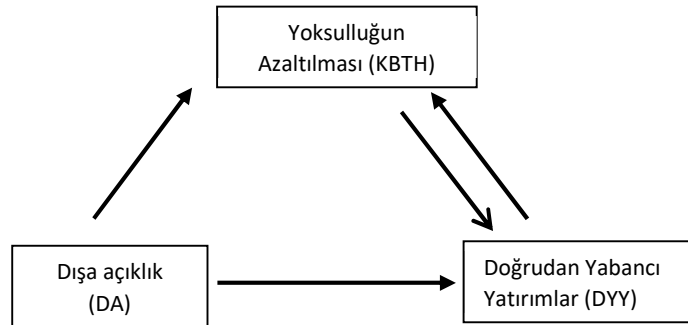 Yoksulluğun
Azaltılması (KBTH)
Dışa açıklık
(DA)
Doğrudan Yabancı
Yatırımlar (DYY)